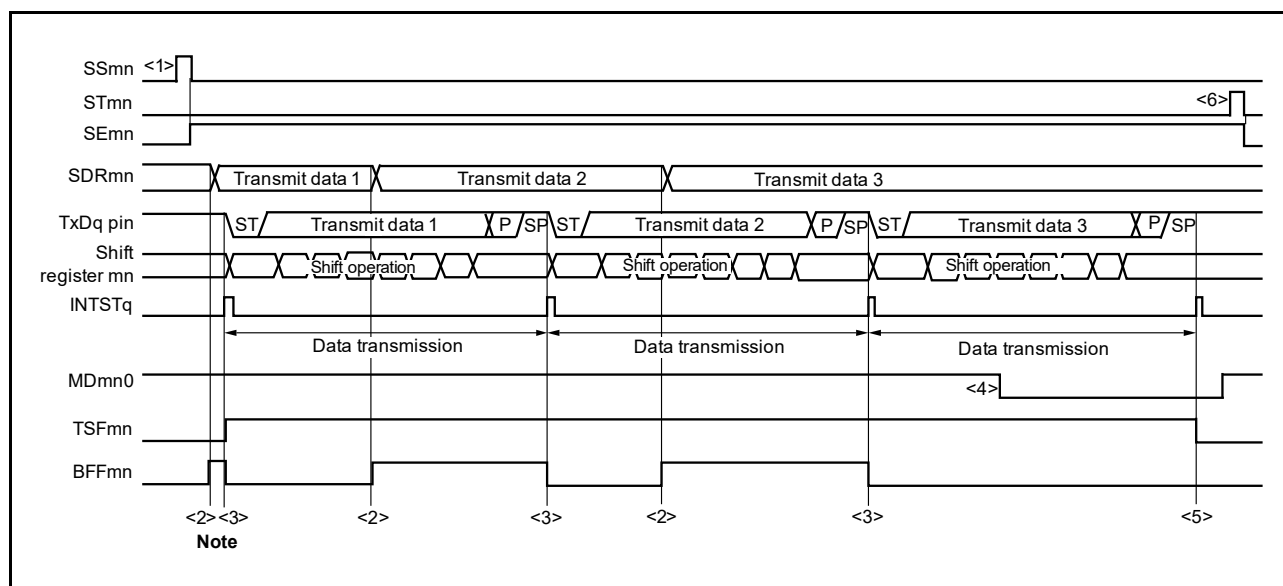 SSmn <1>
STmn <6>
SEmn
SDRmn Transmit data 1 Transmit data 2 Transmit data 3
TxDq pin ST Transmit data 1 P SP ST Transmit data 2 P SP ST Transmit data 3 P SP
Shift
register mn Shift operation Shift operation Shift operation
INTSTq
Data transmission Data transmission Data transmission
MDmn0 <4>
TSFmn
BFFmn
<2> <3> <2> <3> <2> <3> <5>
Note